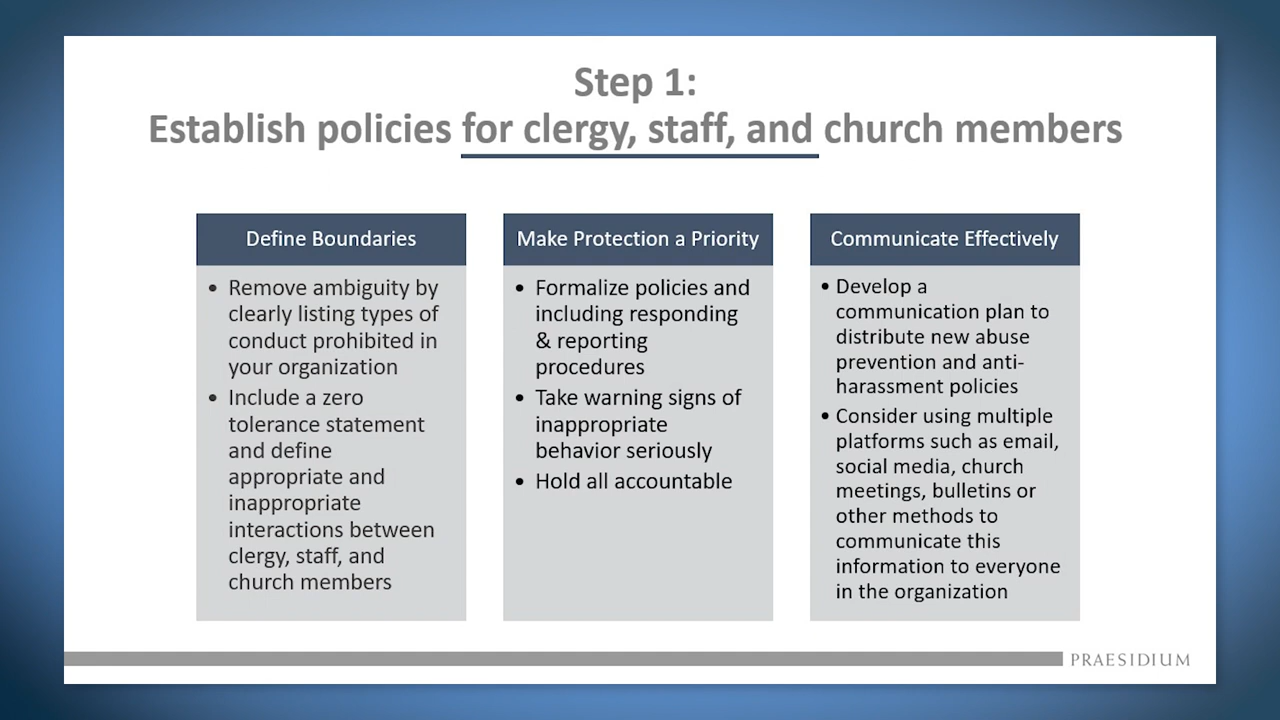 Step 1:
Establish policies for clergy, staff, and church members
Define Boundaries
• Remove ambiguity by
clearly listing types of
conduct prohibited in
your organization
• Include a zero
tolerance statement
and define
appropriate and
inappropriate
interactions between
clergy, staff, and
church members
Make Protection a Priority
• Formalize policies and
including responding
& reporting
procedures
• Take warning signs of
inappropriate
behavior seriously
• Hold all accountable
Communicate Effectively
• Develop a
communication plan to
distribute new abuse
prevention and anti-
harassment policies
• Consider using multiple
platforms such as email,
social media, church
meetings, bulletins or
other methods to
communicate this
information to everyone
in the organization
PRAESIDIUM